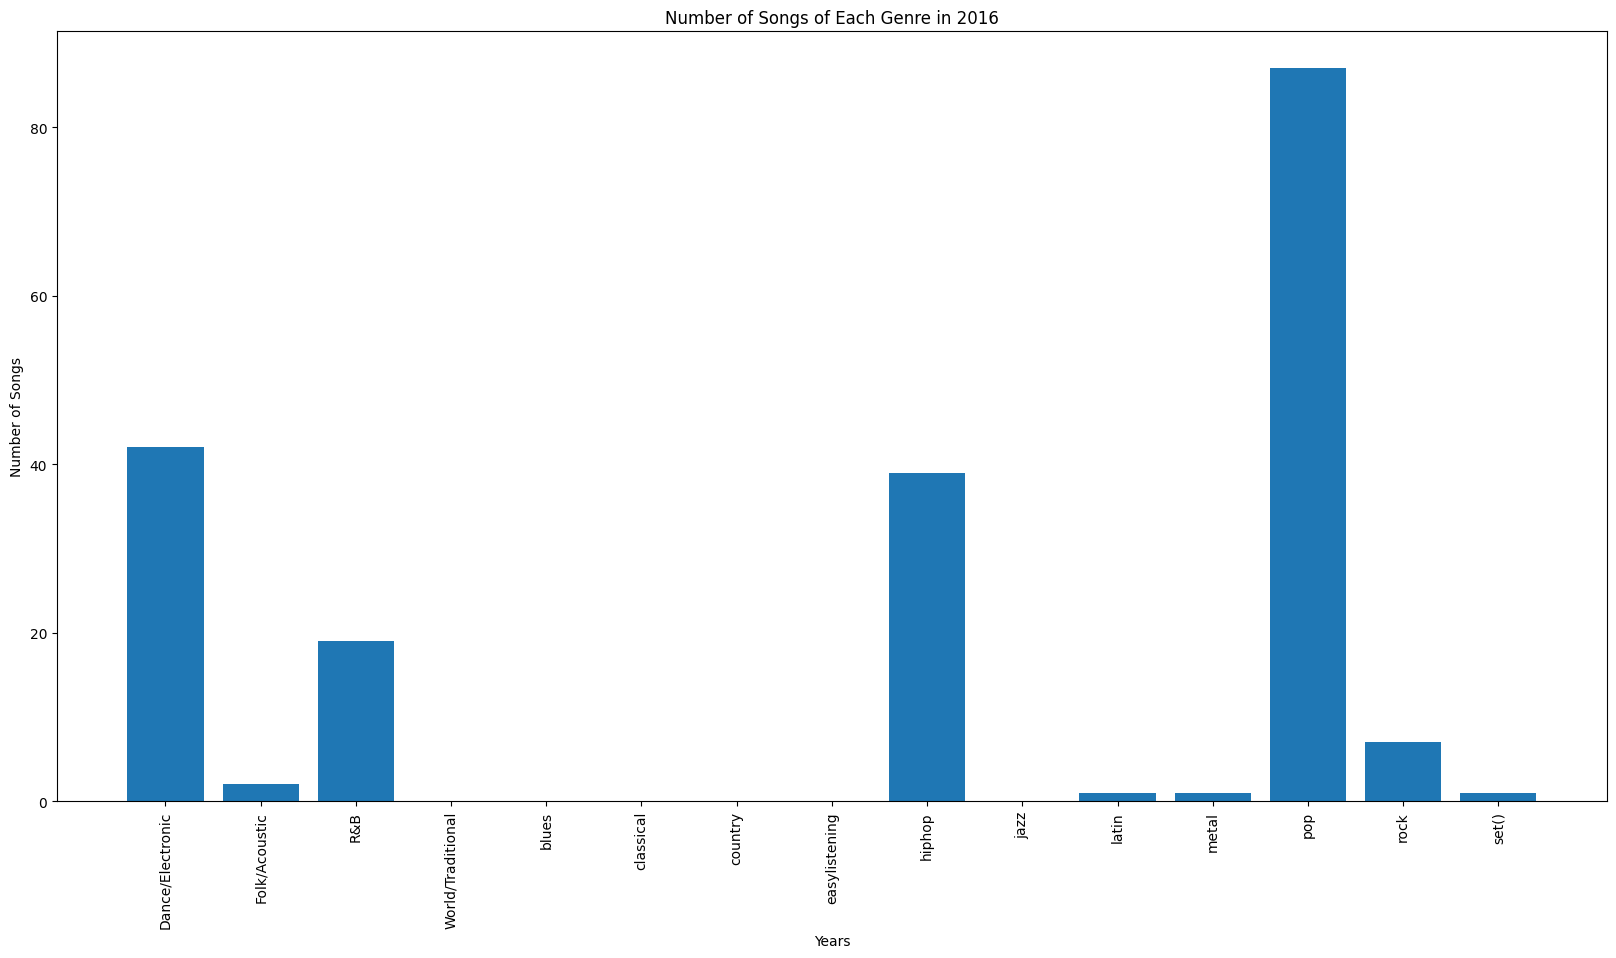 Number of Songs of Each Genre in 2016
Number of Songs
80
60
40
20
0
Dance/Electronic
Folk/Acoustic
R&B
World/Traditional
blues
classical
country
easylistening
hiphop
jazz
latin
metal
pop
rock
set()
Years